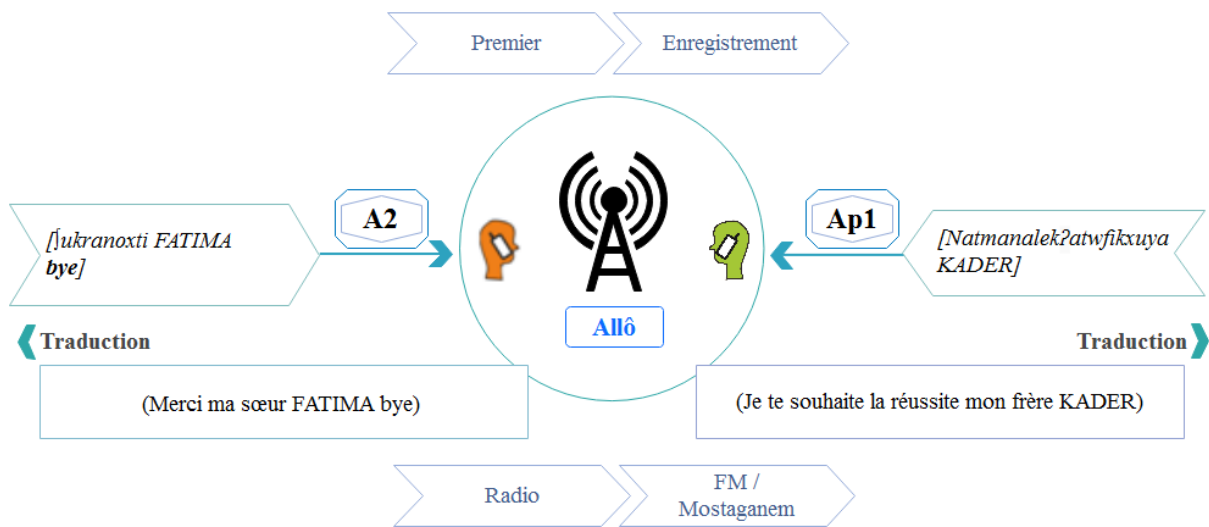 Premier
Enregistrement
A2
Ap1
[ʃukranoxti FATIMA
bye]
[Natmanalekʔatwfikxuya
KADER]
Allô
Traduction
Traduction
(Merci ma sœur FATIMA bye)
(Je te souhaite la réussite mon frère KADER)
Radio
FM /
Mostaganem